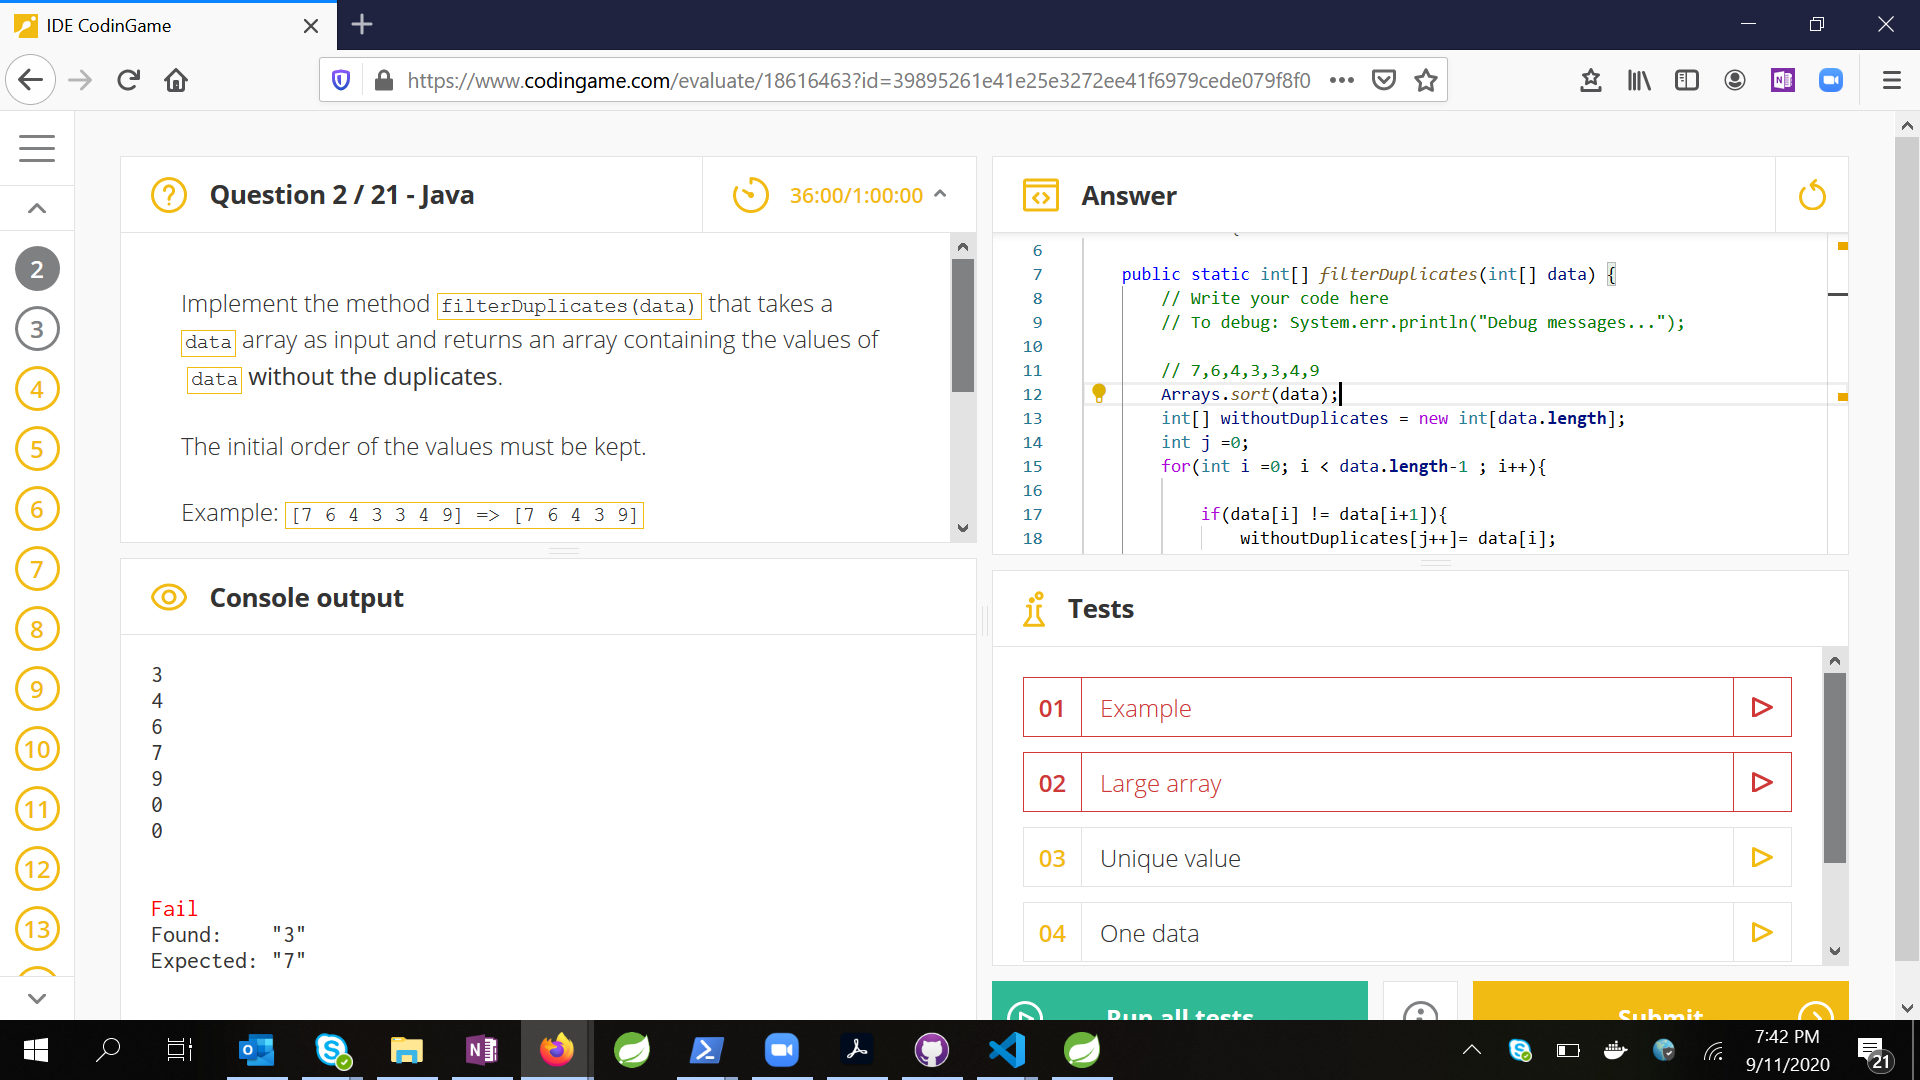 IDE CodinGame
https://www.codingame.com/evaluate/18616463?id=39895261e41e25e3272ee41f6979cede079f8f0
Question 2 / 21 - Java
36:00/1:00:00
Answer
2
3
4
5
6
7
8
9
10
11
12
13
Implement the method filterDuplicates(data) that takes a
data array as input and returns an array containing the values of
data without the duplicates.
The initial order of the values must be kept.
Example: [7 6 4 3 3 4 9] => [7 6 4 3 9]
6
7 public static int[] filterDuplicates(int[] data) {
8 // Write your code here
9 // To debug: System.err.println("Debug messages...");
10
11 // 7,6,4,3,3,4,9
12 Arrays.sort(data);
13 int[] withoutDuplicates = new int[data.length];
14 int j =0;
15 for(int i =0; i < data.length-1 ; i++){
16
17 if(data[i] != data[i+1]){
18 withoutDuplicates[j++]= data[i];
Console output
3
4
6
7
9
0
0
Fail
Found: "3"
Expected: "7"
Tests
01 Example
02 Large array
03 Unique value
04 One data
Run all tests
Submit
7:42 PM
9/11/2020
21